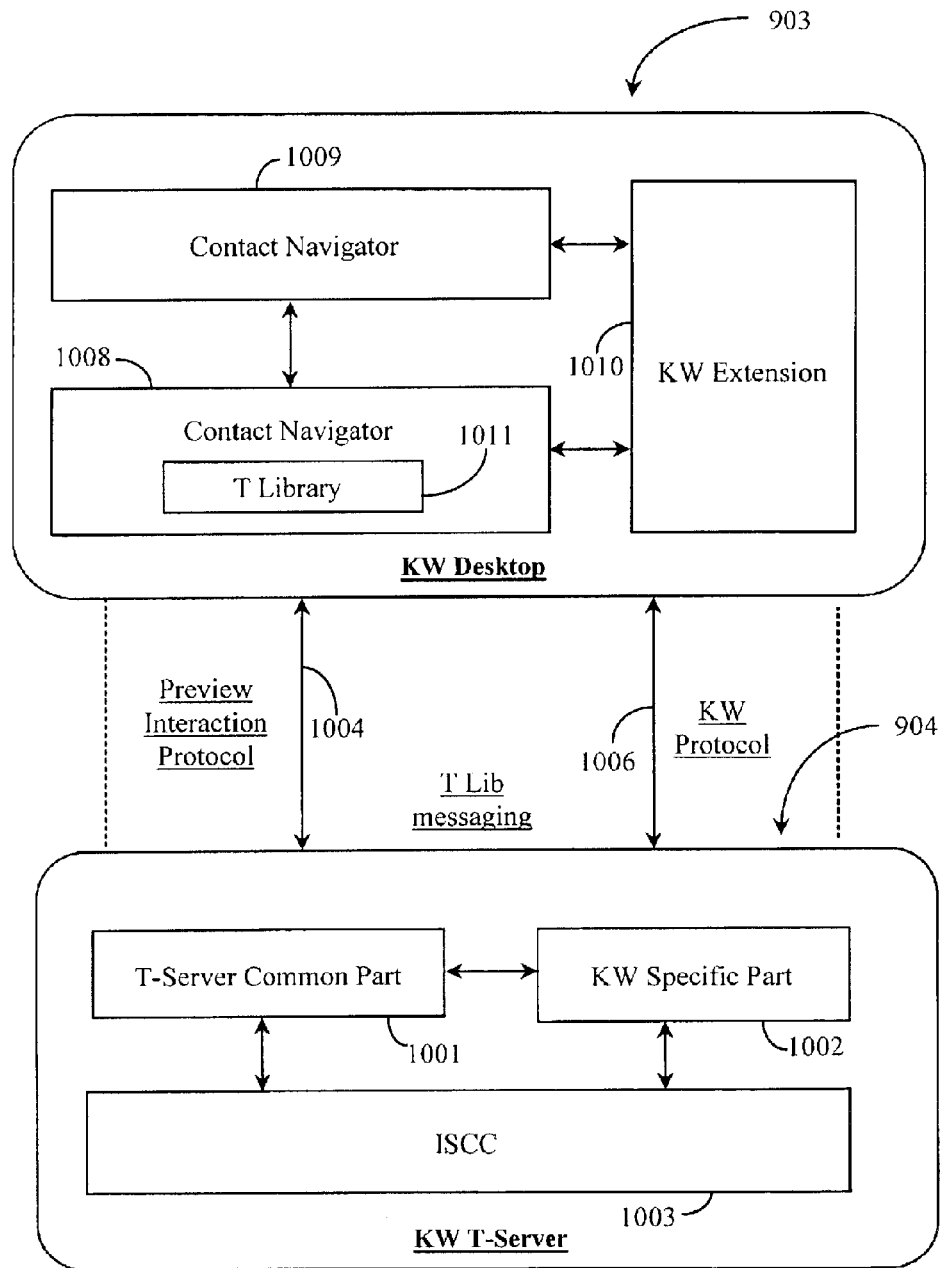 903
1009
Contact Navigator
1010
KW Extension
1008
Contact Navigator
1011
T Library
KW Desktop
Preview
Interaction
Protocol
1004
1006
KW
Protocol
904
T Lib
messaging
T-Server Common Part
KW Specific Part
1001
1002
ISCC
1003
KW T-Server